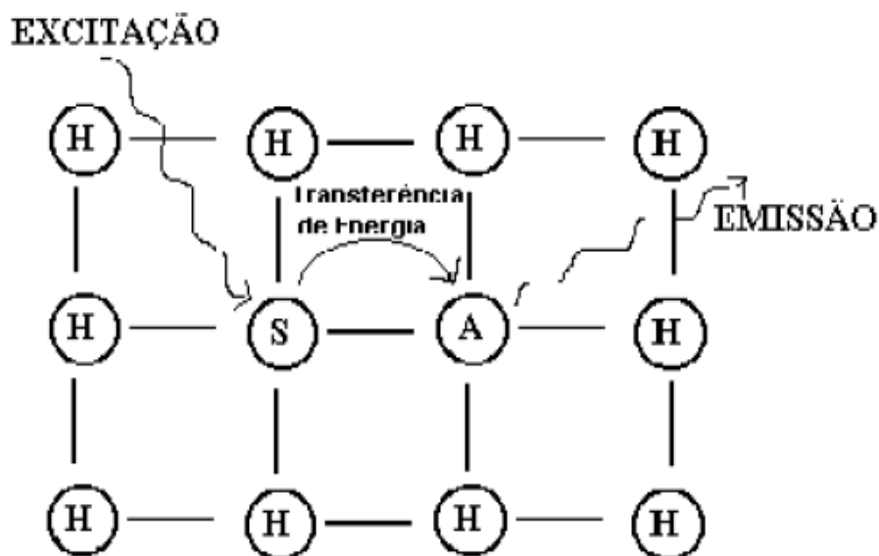 EXCITAÇÃO
H H H H
Transferência
de Energia
EMISSÃO
H S A H
H H H H